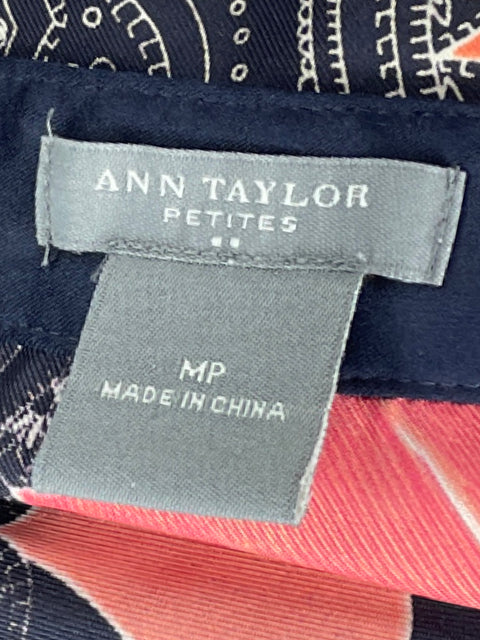 ANN TAYLOR
PETITES
MP
MADE IN CHINA